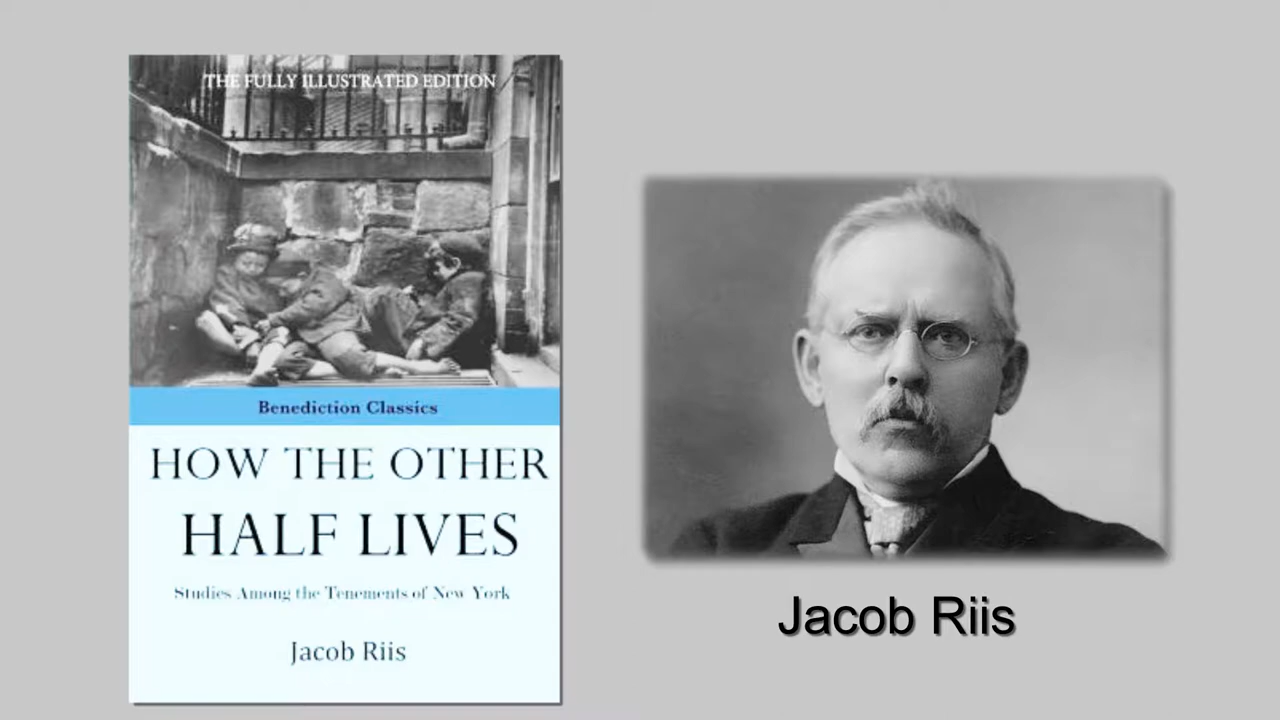 THE FULLY ILLUSTRATED EDITION
Benediction Classics
HOW THE OTHER
HALF LIVES
Studies Among the Tenements of New York
Jacob Riis
Jacob Riis